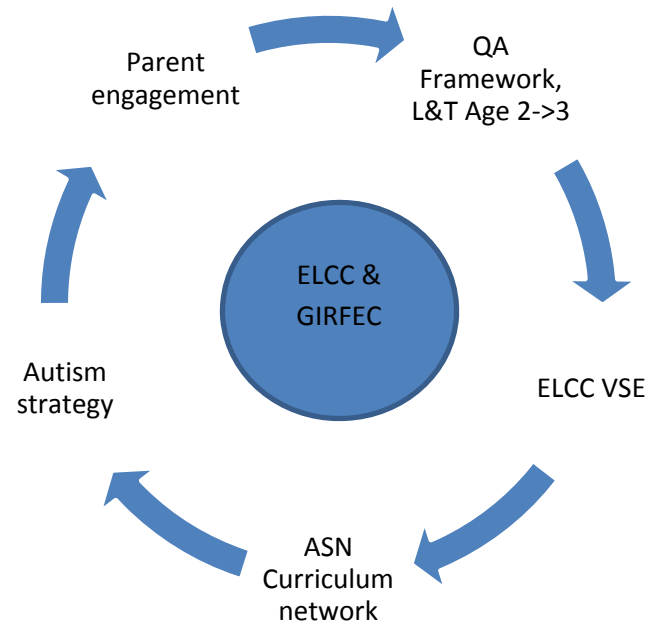 Parent
engagement
QA
Framework,
L&T Age 2->3
ELCC &
GIRFEC
Autism
strategy
ELCC VSE
ASN
Curriculum
network